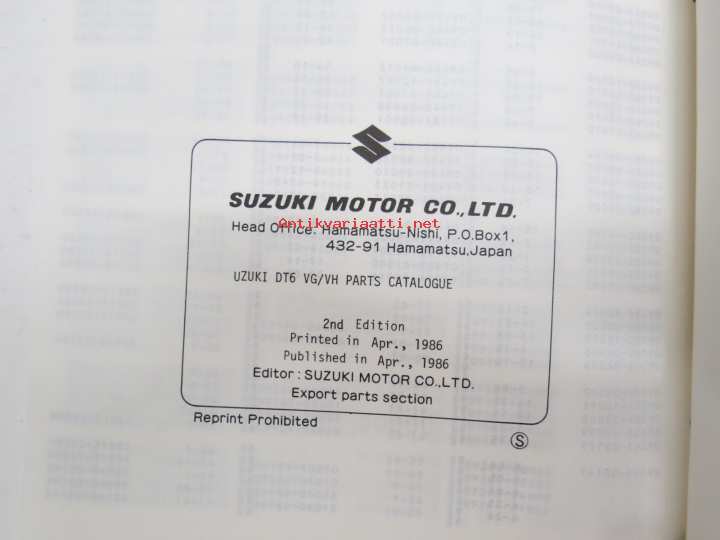 SUZUKI MOTOR CO., LTD.
Antikvariaatti.net
Head Office: Hamamatsu-Nishi, P.O.Box1,
432-91 Hamamatsu,Japan
UZUKI DT6 VG/VH PARTS CATALOGUE
2nd Edition
Printed in Apr., 1986
Published in Apr., 1986
Editor : SUZUKI MOTOR CO., LTD.
Export parts section
Reprint Prohibited
S